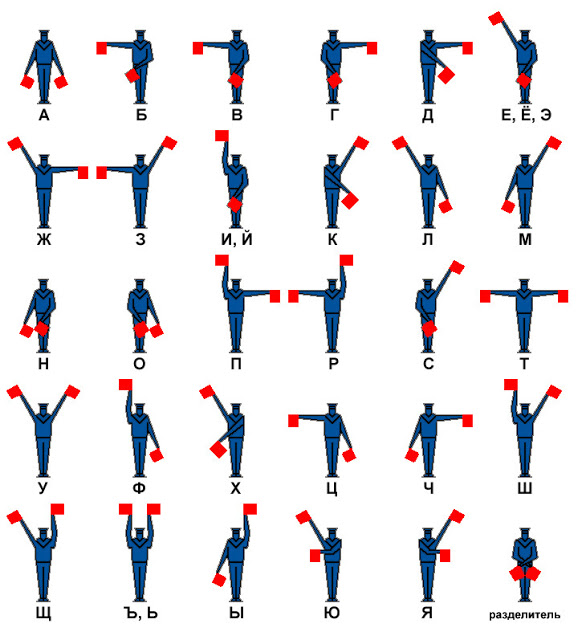 А Б В Г Д Е, Ё, Э
Ж З И, Й К Л М
Н О П Р С Т
У Ф Х Ц Ч Ш
Щ Ъ, Ь Ы Ю Я разделитель